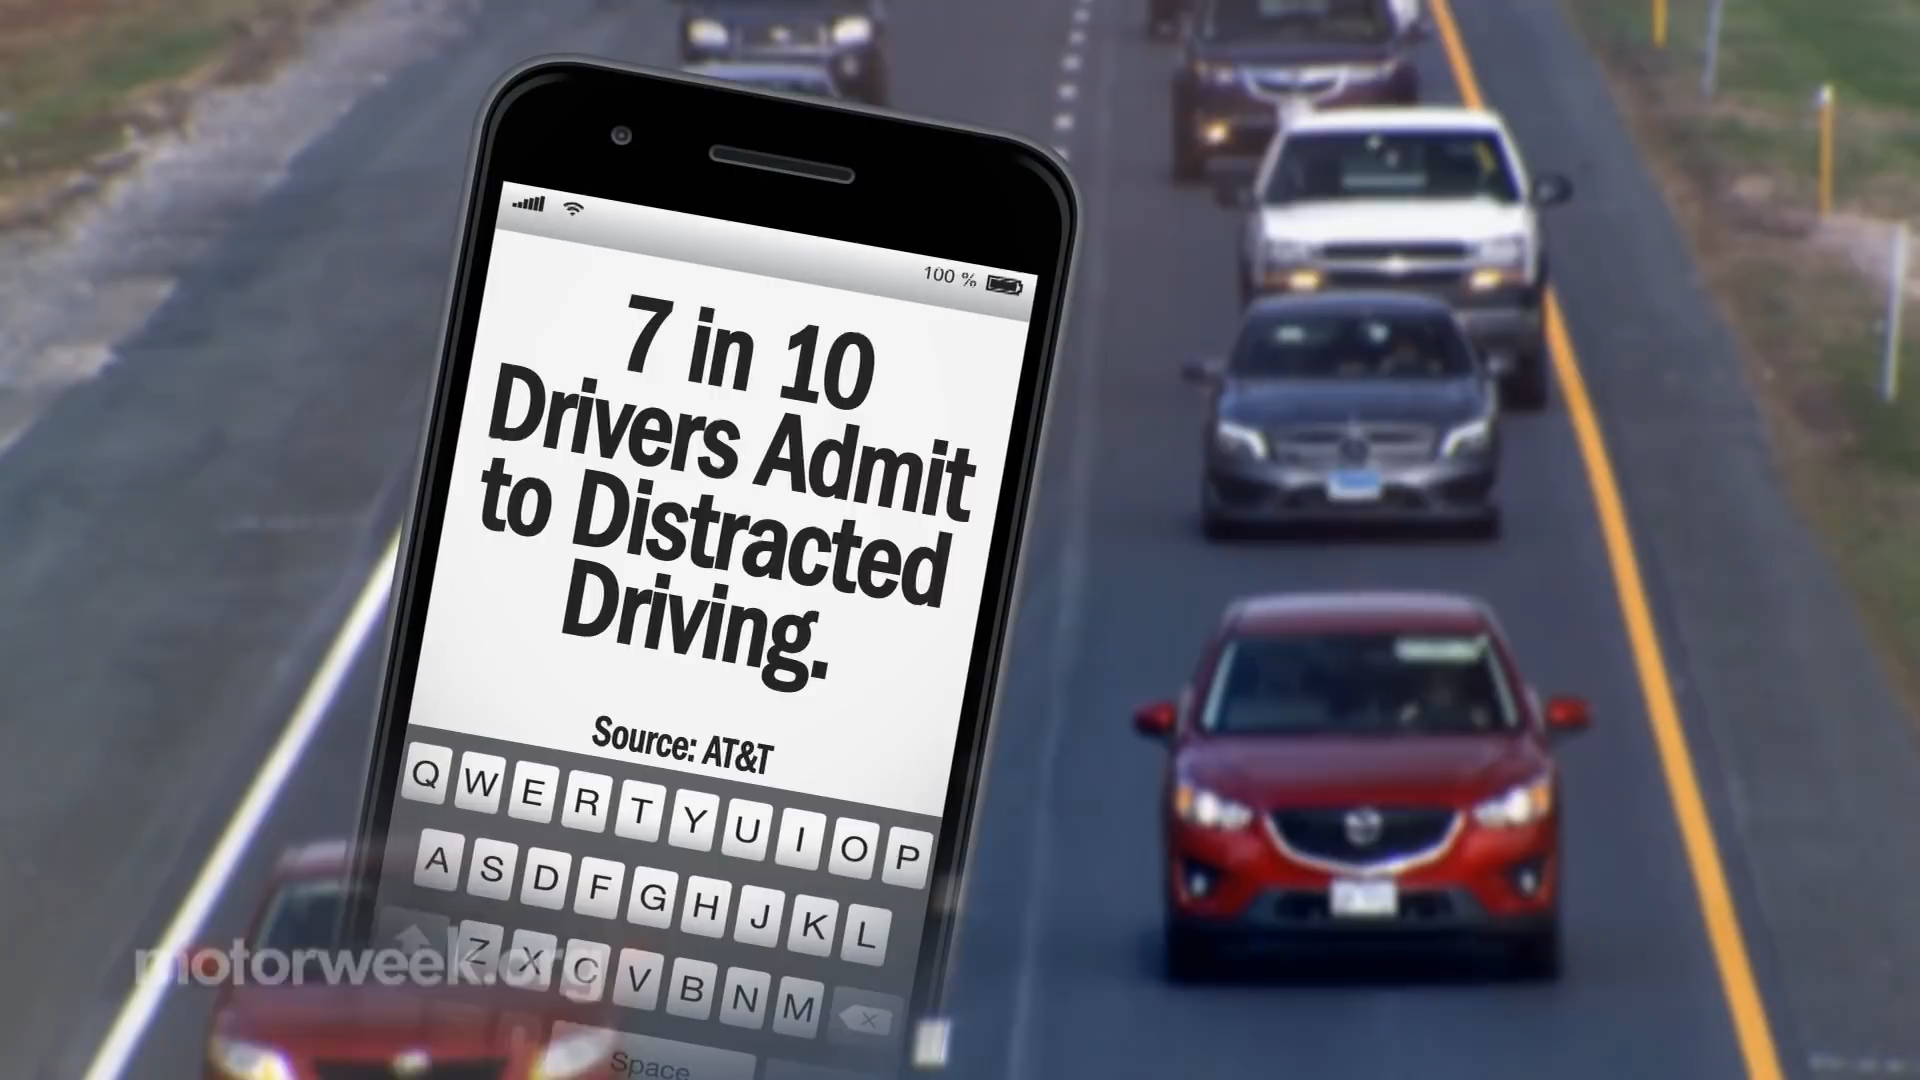 100 %
7 in 10
Drivers Admit
to Distracted
Driving.
Source: AT&T
Q W E R T Y U I O P
A S D F G H J K L
Z X C V B N M
Space
motorweek.org